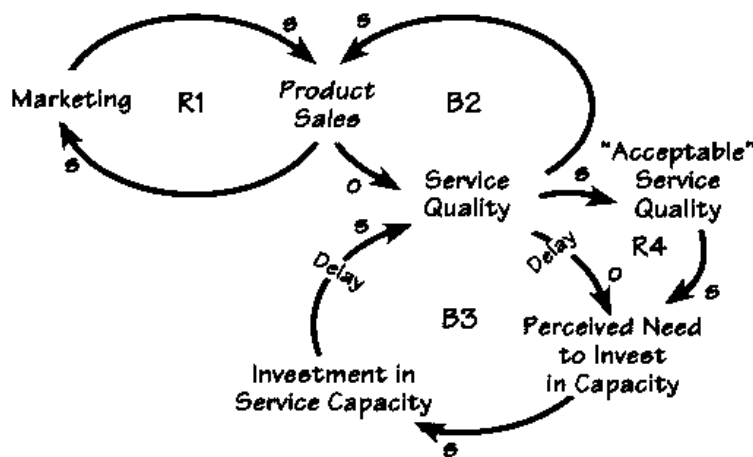 s
s
Marketing
R1
Product
Sales
B2
s
o
Service
Quality
s
"Acceptable"
Service
Quality
s
Delay
Delay
R4
o
s
B3
Perceived Need
to Invest
in Capacity
Investment in
Service Capacity
s